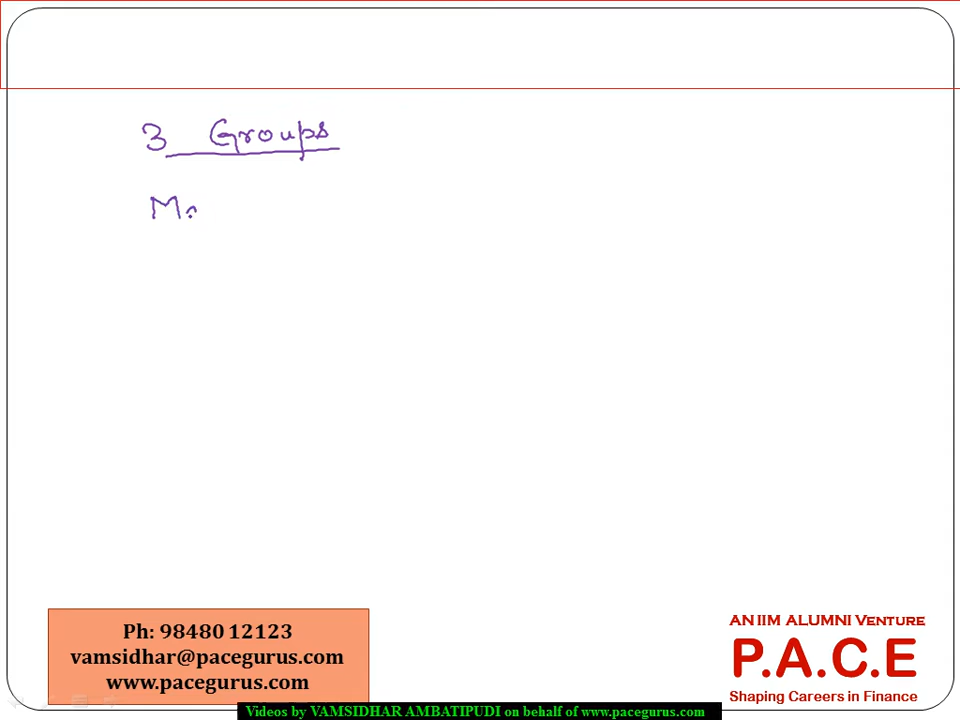 3 Groups
Ph: 98480 12123
vamsidhar@pacegurus.com
www.pacegurus.com
AN IIM ALUMNI VENTURE
P.A.C.E
Shaping Careers in Finance
Videos by VAMSIDHAR AMBATIPUDI on behalf of www.pacegurus.com